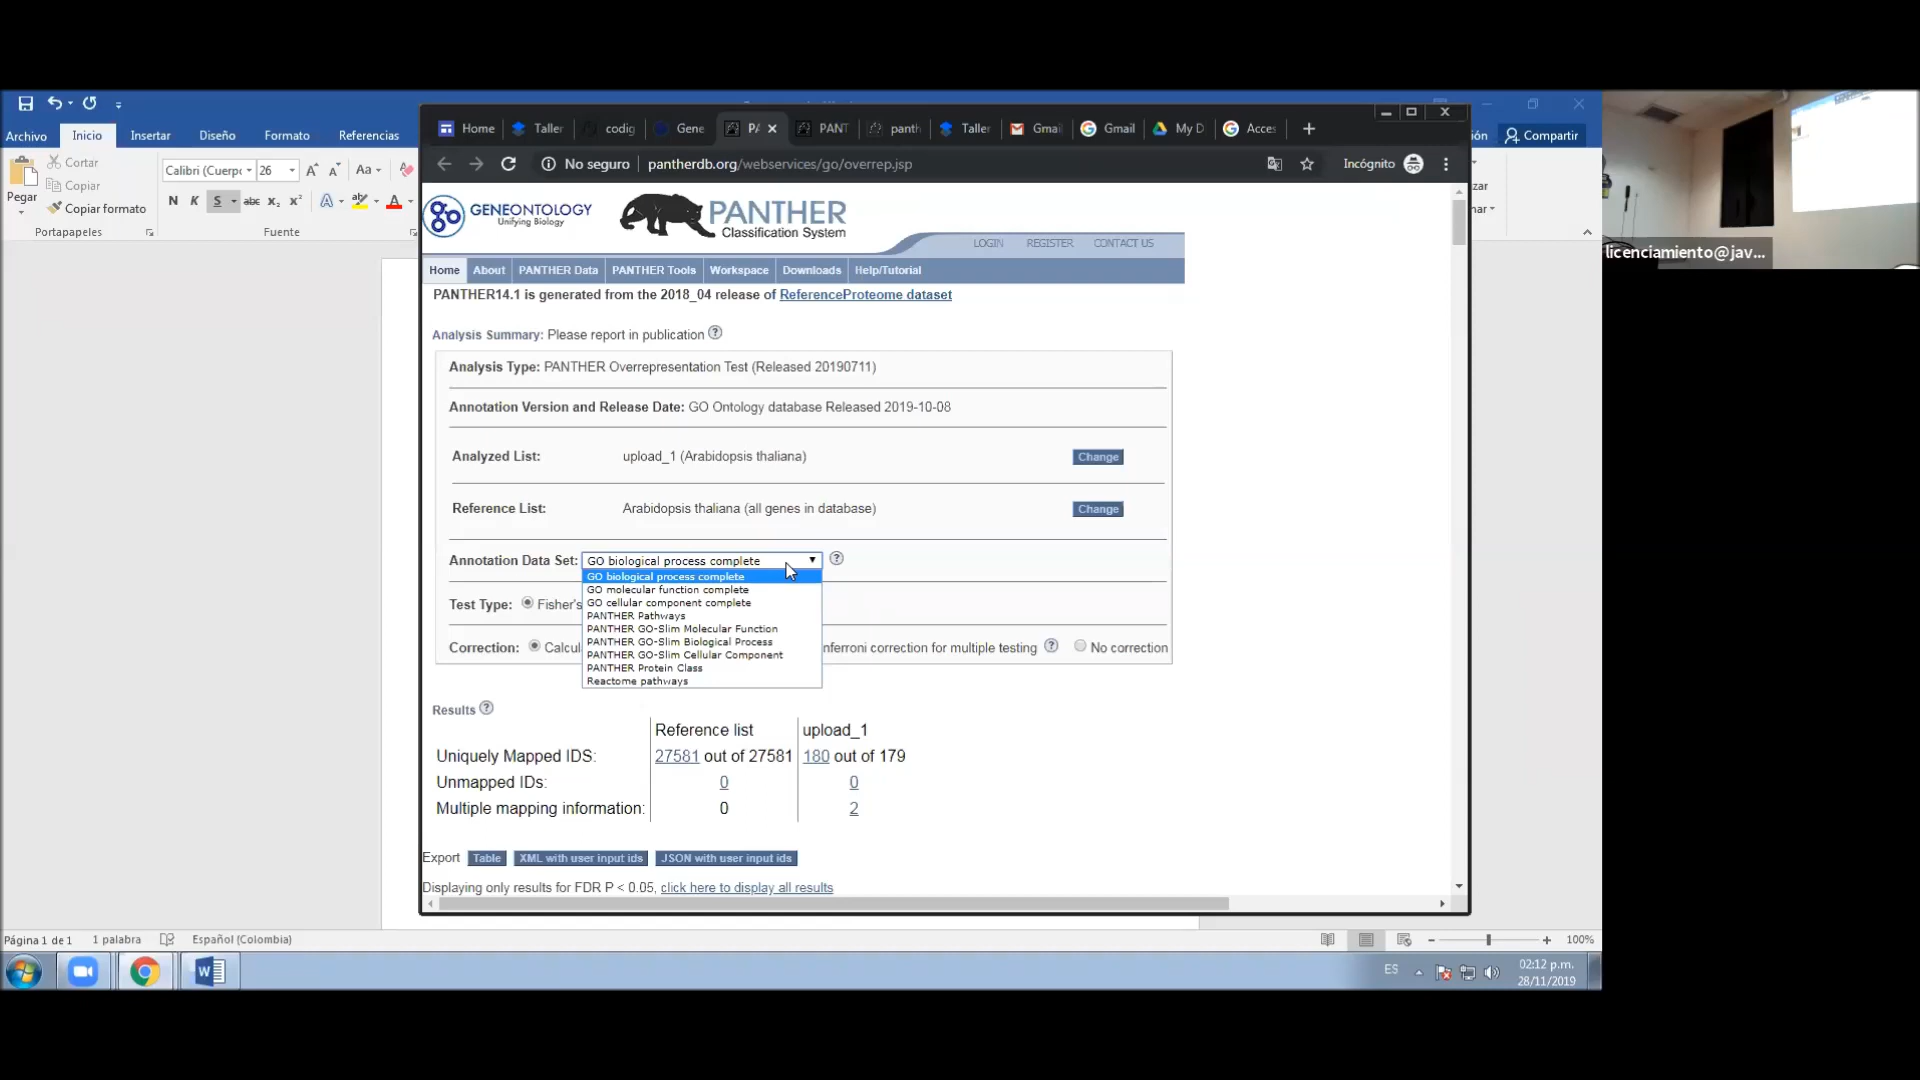 Archivo Inicio Insertar Diseño Formato Referencias
Compartir
Pegar
Cortar
Copiar
Copiar formato
Portapapeles
Calibri (Cuerpc 26
Aa
N K S abc x₂ x² A ab A
Fuente
Home Taller codig Gene PANT panth Taller Gmai Gmail My D Acces
No seguro pantherdb.org/webservices/go/overrep.jsp Incógnito
GENEONTOLOGY
Unifying Biology
PANTHER
Classification System
LOGIN REGISTER CONTACT US
Home About PANTHER Data PANTHER Tools Workspace Downloads Help/Tutorial
PANTHER14.1 is generated from the 2018_04 release of ReferenceProteome dataset
Analysis Summary: Please report in publication ?
Analysis Type: PANTHER Overrepresentation Test (Released 20190711)
Annotation Version and Release Date: GO Ontology database Released 2019-10-08
Analyzed List: upload_1 (Arabidopsis thaliana) Change
Reference List: Arabidopsis thaliana (all genes in database) Change
Annotation Data Set: GO biological process complete ?
GO biological process complete
GO molecular function complete
GO cellular component complete
PANTHER Pathways
PANTHER GO-Slim Molecular Function
PANTHER GO-Slim Biological Process
PANTHER GO-Slim Cellular Component
PANTHER Protein Class
Reactome pathways
Test Type: Fisher's
Correction: Calcul nferroni correction for multiple testing ? No correction
Results ?
Reference list upload_1
Uniquely Mapped IDS: 27581 out of 27581 180 out of 179
Unmapped IDs: 0 0
Multiple mapping information: 0 2
Export Table XML with user input ids JSON with user input ids
Displaying only results for FDR P < 0.05, click here to display all results
licenciamiento@jav...
Página 1 de 1 1 palabra Español (Colombia) 100%
ES
02:12 p.m.
28/11/2019